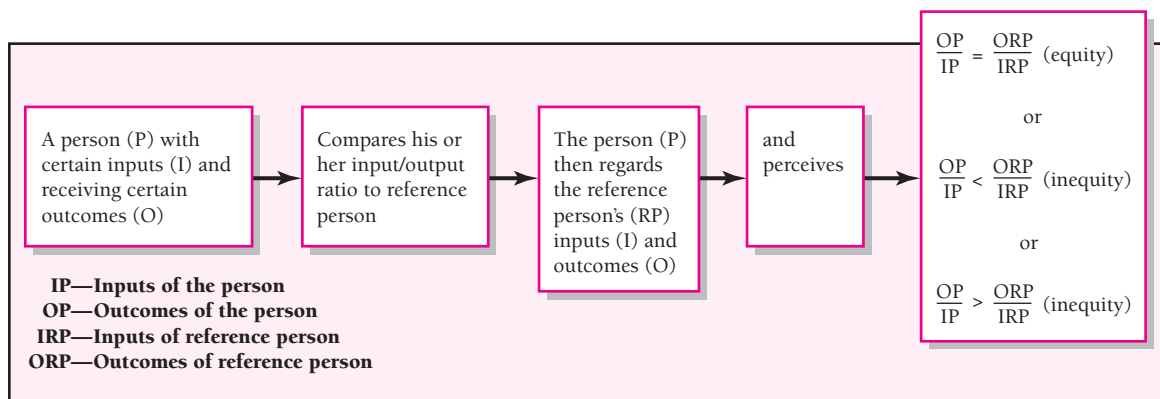 A person (P) with
certain inputs (I) and
receiving certain
outcomes (O)
Compares his or
her input/output
ratio to reference
person
The person (P)
then regards
the reference
person’s (RP)
inputs (I) and
outcomes (O)
and
perceives
OP/IP = ORP/IRP (equity)
or
OP/IP < ORP/IRP (inequity)
or
OP/IP > ORP/IRP (inequity)
IP—Inputs of the person
OP—Outcomes of the person
IRP—Inputs of reference person
ORP—Outcomes of reference person